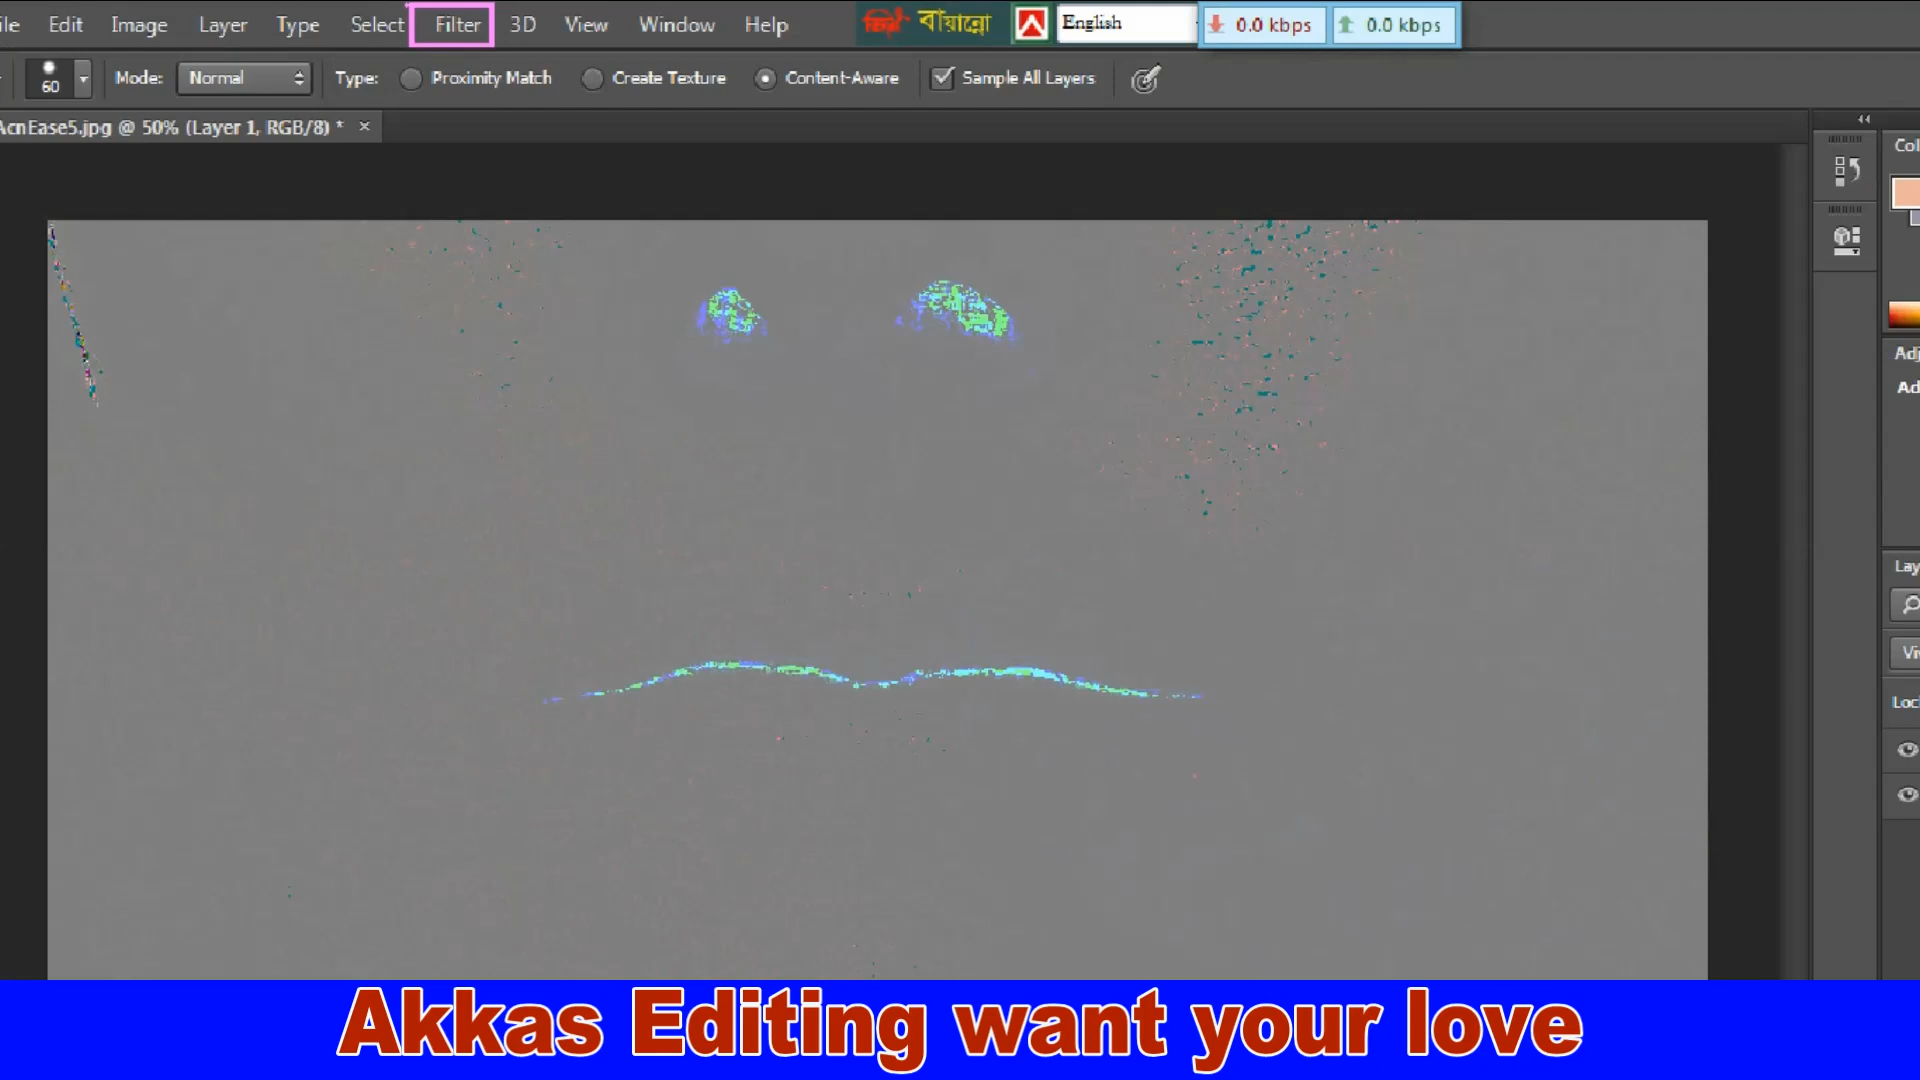 ile Edit Image Layer Type Select Filter 3D View Window Help বায়ান্নো English 0.0 kbps 0.0 kbps
60 Mode: Normal Type: Proximity Match Create Texture Content-Aware Sample All Layers
AcnEase5.jpg @ 50% (Layer 1, RGB/8) * ×
Col
Adj
Ad
Lay
Vi
Loc
Akkas Editing want your love